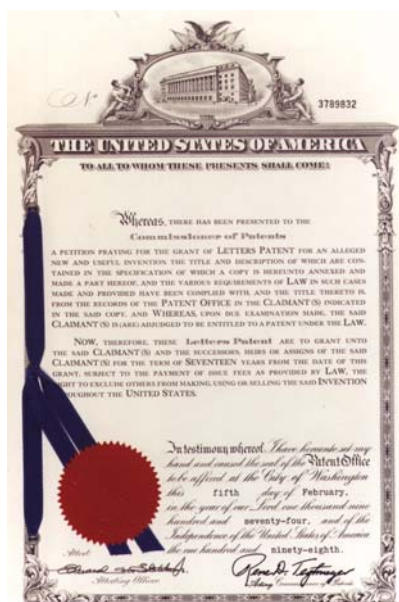 No
3789832
THE UNITED STATES OF AMERICA
TO ALL TO WHOM THESE PRESENTS SHALL COME:
Whereas, THERE HAS BEEN PRESENTED TO THE
Commissioner of Patents
A PETITION PRAYING FOR THE GRANT OF LETTERS PATENT FOR AN ALLEGED
NEW AND USEFUL INVENTION THE TITLE AND DESCRIPTION OF WHICH ARE CON-
TAINED IN THE SPECIFICATION OF WHICH A COPY IS HEREUNTO ANNEXED AND
MADE A PART HEREOF, AND THE VARIOUS REQUIREMENTS OF LAW IN SUCH CASES
MADE AND PROVIDED HAVE BEEN COMPLIED WITH, AND THE TITLE THERETO IS,
FROM THE RECORDS OF THE PATENT OFFICE IN THE CLAIMANT(S) INDICATED
IN THE SAID COPY, AND WHEREAS, UPON DUE EXAMINATION MADE, THE SAID
CLAIMANT(S) IS (ARE) ADJUDGED TO BE ENTITLED TO A PATENT UNDER THE LAW.
NOW, THEREFORE, THESE Letters Patent ARE TO GRANT UNTO
THE SAID CLAIMANT(S) AND THE SUCCESSORS, HEIRS OR ASSIGNS OF THE SAID
CLAIMANT(S) FOR THE TERM OF SEVENTEEN YEARS FROM THE DATE OF THIS
GRANT, SUBJECT TO THE PAYMENT OF ISSUE FEES AS PROVIDED BY LAW, THE
RIGHT TO EXCLUDE OTHERS FROM MAKING, USING OR SELLING THE SAID INVENTION
THROUGHOUT THE UNITED STATES.
In testimony whereof, I have hereunto set my
hand and caused the seal of the Patent Office
to be affixed at the City of Washington
this fifth day of February,
in the year of our Lord one thousand nine
hundred and seventy-four, and of the
Independence of the United States of America
the one hundred and ninety-eighth.
Attest:
Attesting Officer
Acting Commissioner of Patents